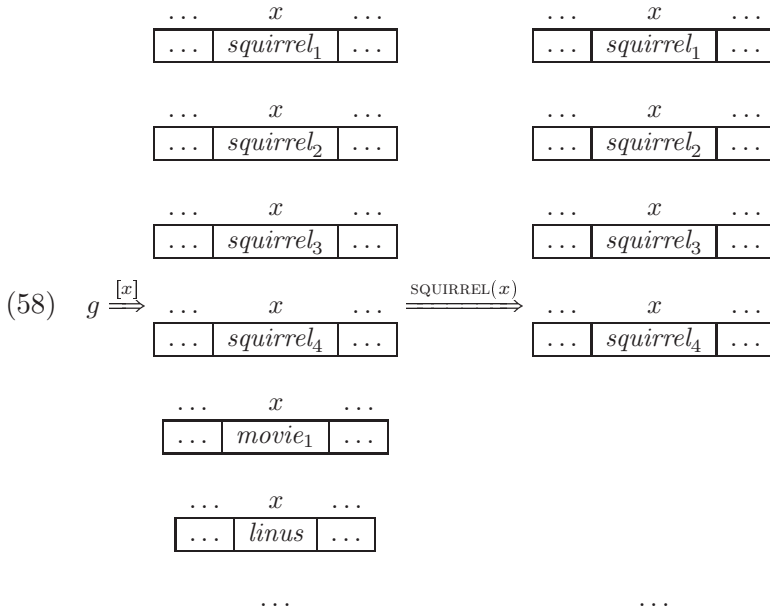 … x … … x …
… squirrel₁ … … squirrel₁ …
… x … … x …
… squirrel₂ … … squirrel₂ …
… x … … x …
… squirrel₃ … … squirrel₃ …
(58) g [x] ⟹ … x … SQUIRREL(x) ⟹ … x …
… squirrel₄ … … squirrel₄ …
… x …
… movie₁ …
… x …
… linus …
… …